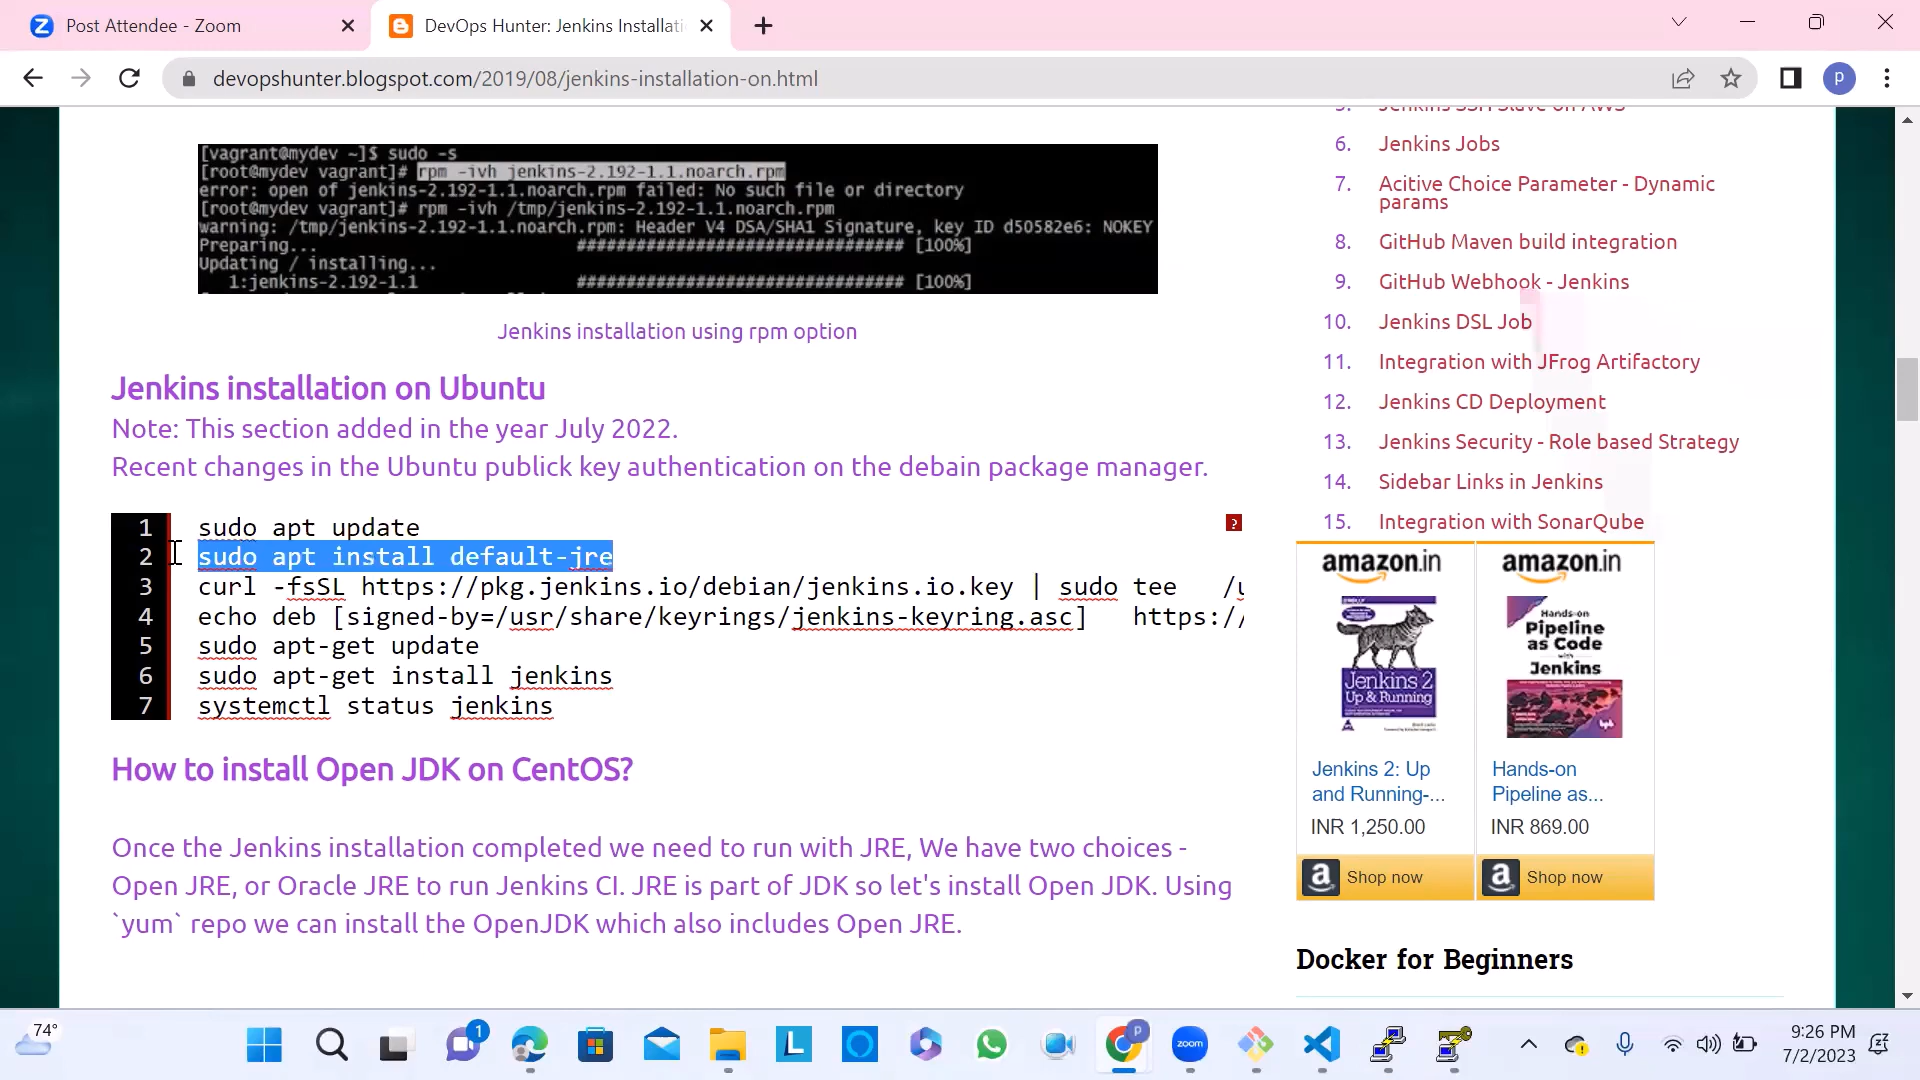 Post Attendee - Zoom
DevOps Hunter: Jenkins Installati
devopshunter.blogspot.com/2019/08/jenkins-installation-on.html
P
[vagrant@mydev ~]$ sudo -s
[root@mydev vagrant]# rpm -ivh jenkins-2.192-1.1.noarch.rpm
error: open of jenkins-2.192-1.1.noarch.rpm failed: No such file or directory
[root@mydev vagrant]# rpm -ivh /tmp/jenkins-2.192-1.1.noarch.rpm
warning: /tmp/jenkins-2.192-1.1.noarch.rpm: Header V4 DSA/SHA1 Signature, key ID d50582e6: NOKEY
Preparing... ################################# [100%]
Updating / installing...
1:jenkins-2.192-1.1 ################################# [100%]
Jenkins installation using rpm option
Jenkins installation on Ubuntu
Note: This section added in the year July 2022.
Recent changes in the Ubuntu publick key authentication on the debain package manager.
?
1 sudo apt update
2 sudo apt install default-jre
3 curl -fsSL https://pkg.jenkins.io/debian/jenkins.io.key | sudo tee /u
4 echo deb [signed-by=/usr/share/keyrings/jenkins-keyring.asc] https://
5 sudo apt-get update
6 sudo apt-get install jenkins
7 systemctl status jenkins
How to install Open JDK on CentOS?
Once the Jenkins installation completed we need to run with JRE, We have two choices -
Open JRE, or Oracle JRE to run Jenkins CI. JRE is part of JDK so let's install Open JDK. Using
`yum` repo we can install the OpenJDK which also includes Open JRE.
5. Jenkins SSH Slave on AWS
6. Jenkins Jobs
7. Acitive Choice Parameter - Dynamic
params
8. GitHub Maven build integration
9. GitHub Webhook - Jenkins
10. Jenkins DSL Job
11. Integration with JFrog Artifactory
12. Jenkins CD Deployment
13. Jenkins Security - Role based Strategy
14. Sidebar Links in Jenkins
15. Integration with SonarQube
amazon.in
Jenkins 2
Up & Running
Jenkins 2: Up
and Running-...
INR 1,250.00
Shop now
amazon.in
Hands-on
Pipeline
as Code
with
Jenkins
Hands-on
Pipeline as...
INR 869.00
Shop now
Docker for Beginners
74°
1
P
zoom
9:26 PM
7/2/2023